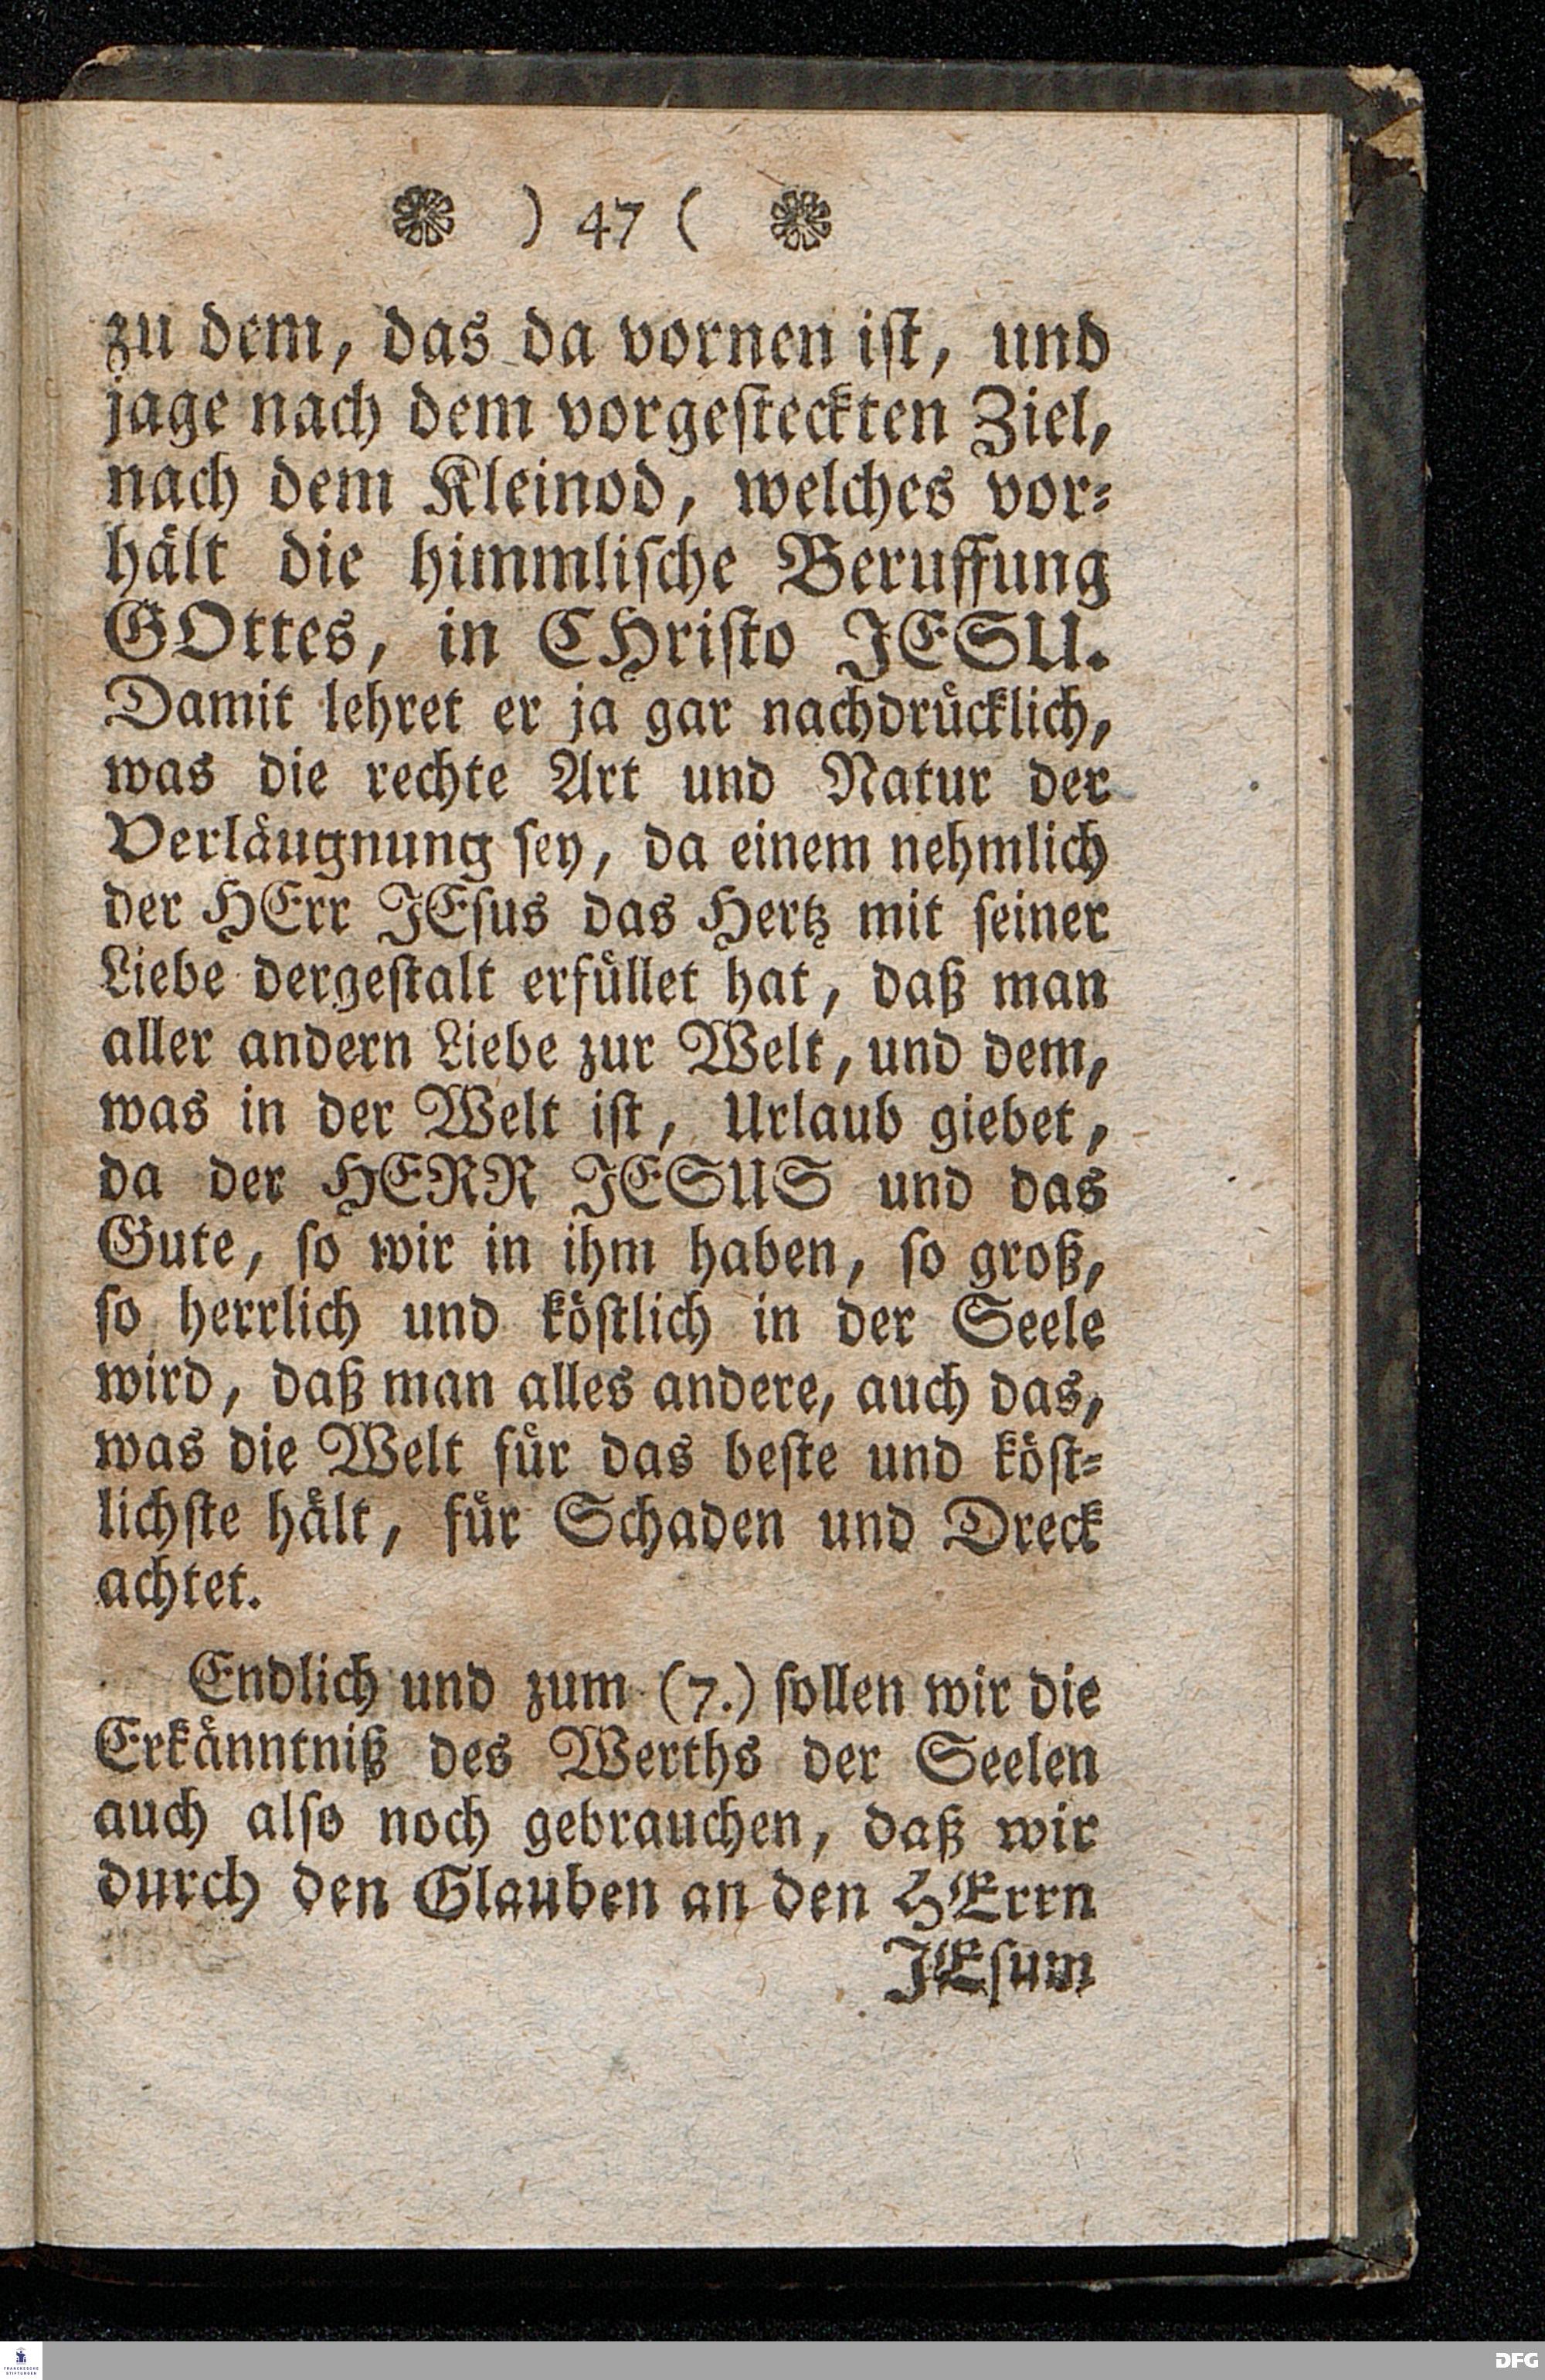 ❁ ) 47 ( ❁
zu dem, das da vornen iſt, und
jage nach dem vorgeſteckten Ziel,
nach dem Kleinod, welches vor⸗
hält die himmliſche Beruffung
GOttes, in CHriſto JESU.
Damit lehret er ja gar nachdrücklich,
was die rechte Art und Natur der
Verläugnung ſey, da einem nehmlich
der HErr JEſus das Hertz mit ſeiner
Liebe dergeſtalt erfüllet hat, daß man
aller andern Liebe zur Welt, und dem,
was in der Welt iſt, Urlaub giebet,
da der HERR JESUS und das
Gute, ſo wir in ihm haben, ſo groß,
ſo herrlich und köſtlich in der Seele
wird, daß man alles andere, auch das,
was die Welt für das beſte und köſt⸗
lichſte hält, für Schaden und Dreck
achtet.
Endlich und zum (7.) ſollen wir die
Erkänntniß des Werths der Seelen
auch alſo noch gebrauchen, daß wir
durch den Glauben an den HErrn
JEſum
FRANCKESCHE
STIFTUNGEN
DFG